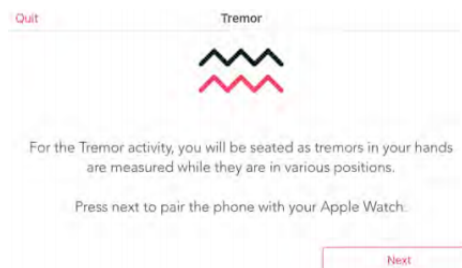 Quit
Tremor
For the Tremor activity, you will be seated as tremors in your hands
are measured while they are in various positions.
Press next to pair the phone with your Apple Watch.
Next